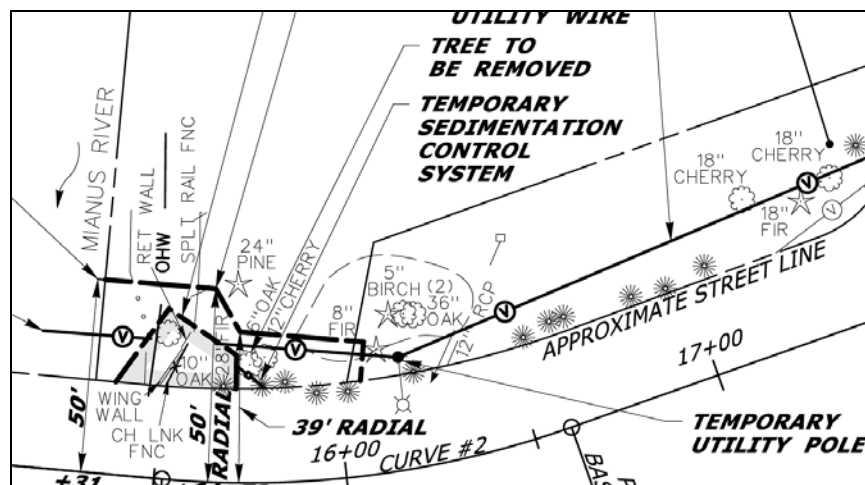 UTILITY WIRE
TREE TO
BE REMOVED
TEMPORARY
SEDIMENTATION
CONTROL
SYSTEM
MIANUS RIVER
RET WALL
OHW
SPLT RAIL FNC
24"
PINE
12"CHERRY
28"FIR
10"
OAK
8"
FIR
5"
BIRCH (2)
36"
OAK
12" RCP
18"
CHERRY
18"
CHERRY
18"
FIR
V
V
V
V
V
APPROXIMATE STREET LINE
17+00
WING
WALL
CH LNK
FNC
50'
50'
RADIAL
39' RADIAL
16+00
CURVE #2
TEMPORARY
UTILITY POLE
+31